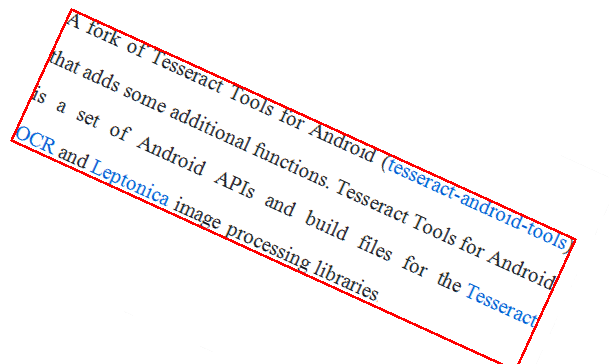 A fork of Tesseract Tools for Android (tesseract-android-tools)
that adds some additional functions. Tesseract Tools for Android
is a set of Android APIs and build files for the Tesseract
OCR and Leptonica image processing libraries